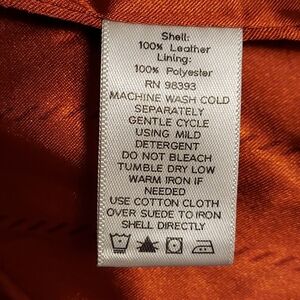 Shell:
100% Leather
Lining:
100% Polyester
RN 98393
MACHINE WASH COLD
SEPARATELY
GENTLE CYCLE
USING MILD
DETERGENT
DO NOT BLEACH
TUMBLE DRY LOW
WARM IRON IF
NEEDED
USE COTTON CLOTH
OVER SUEDE TO IRON
SHELL DIRECTLY